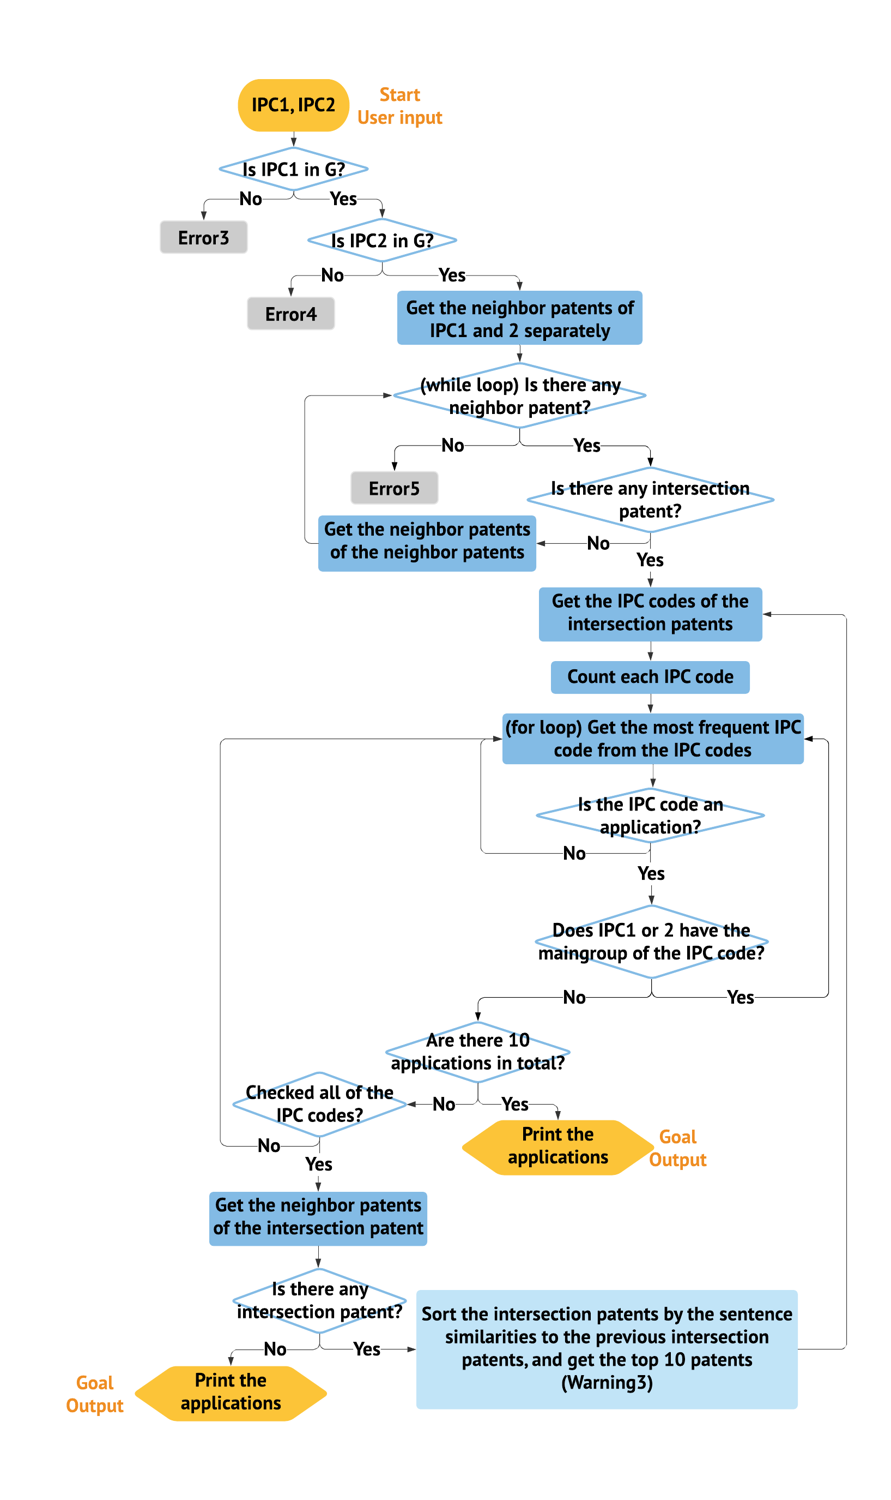 IPC1, IPC2
Start
User input
Is IPC1 in G?
No
Yes
Error3
Is IPC2 in G?
No
Yes
Error4
Get the neighbor patents of
IPC1 and 2 separately
(while loop) Is there any
neighbor patent?
No
Yes
Error5
Is there any intersection
patent?
Get the neighbor patents
of the neighbor patents
No
Yes
Get the IPC codes of the
intersection patents
Count each IPC code
(for loop) Get the most frequent IPC
code from the IPC codes
Is the IPC code an
application?
No
Yes
Does IPC1 or 2 have the
maingroup of the IPC code?
No
Yes
Are there 10
applications in total?
Checked all of the
IPC codes?
No
Yes
Print the
applications
Goal
Output
No
Yes
Get the neighbor patents
of the intersection patent
Is there any
intersection patent?
No
Yes
Sort the intersection patents by the sentence
similarities to the previous intersection
patents, and get the top 10 patents
(Warning3)
Goal
Output
Print the
applications